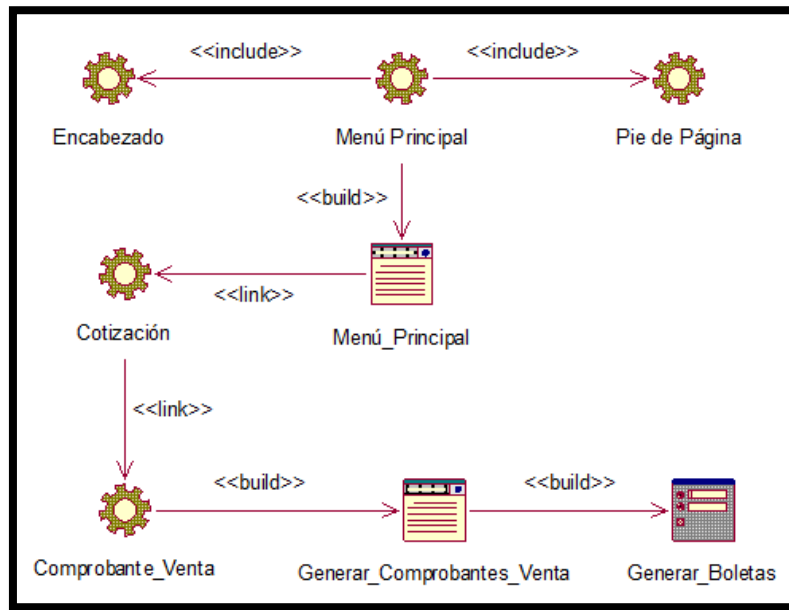 <<include>>
<<include>>
Encabezado
Menú Principal
Pie de Página
<<build>>
<<link>>
Cotización
Menú_Principal
<<link>>
<<build>>
<<build>>
Comprobante_Venta
Generar_Comprobantes_Venta
Generar_Boletas